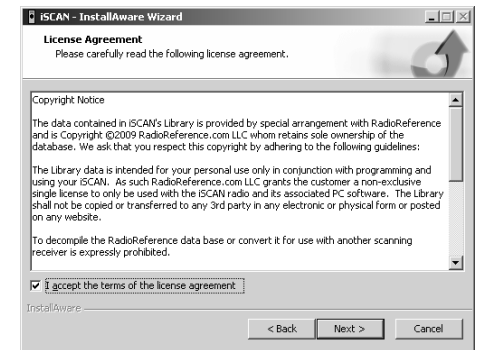 iSCAN - InstallAware Wizard
License Agreement
Please carefully read the following license agreement.
Copyright Notice
The data contained in iSCAN's Library is provided by special arrangement with RadioReference
and is Copyright ©2009 RadioReference.com LLC whom retains sole ownership of the
database. We ask that you respect this copyright by adhering to the following guidelines:
The Library data is intended for your personal use only in conjunction with programming and
using your iSCAN. As such RadioReference.com LLC grants the customer a non-exclusive
single license to only be used with the iSCAN radio and its associated PC software. The Library
shall not be copied or transferred to any 3rd party in any electronic or physical form or posted
on any website.
To decompile the RadioReference data base or convert it for use with another scanning
receiver is expressly prohibited.
I accept the terms of the license agreement
InstallAware
< Back Next > Cancel